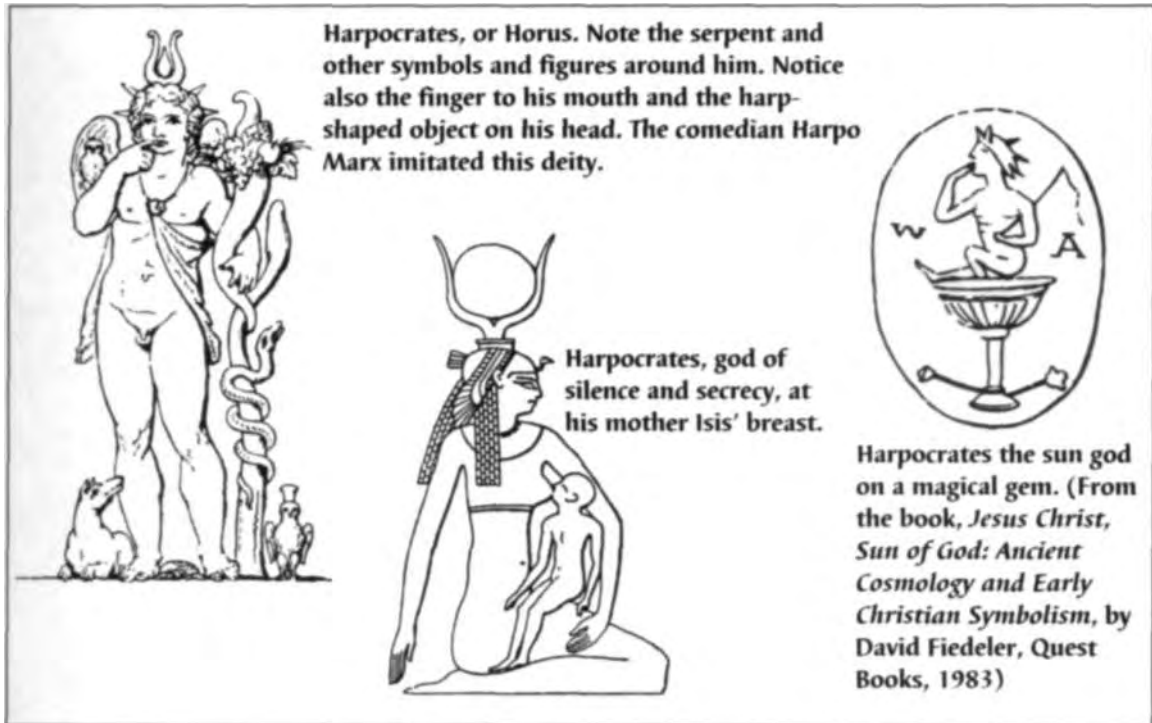 Harpocrates, or Horus. Note the serpent and
other symbols and figures around him. Notice
also the finger to his mouth and the harp-
shaped object on his head. The comedian Harpo
Marx imitated this deity.
Harpocrates, god of
silence and secrecy, at
his mother Isis' breast.
W A
Harpocrates the sun god
on a magical gem. (From
the book, Jesus Christ,
Sun of God: Ancient
Cosmology and Early
Christian Symbolism, by
David Fiedeler, Quest
Books, 1983)